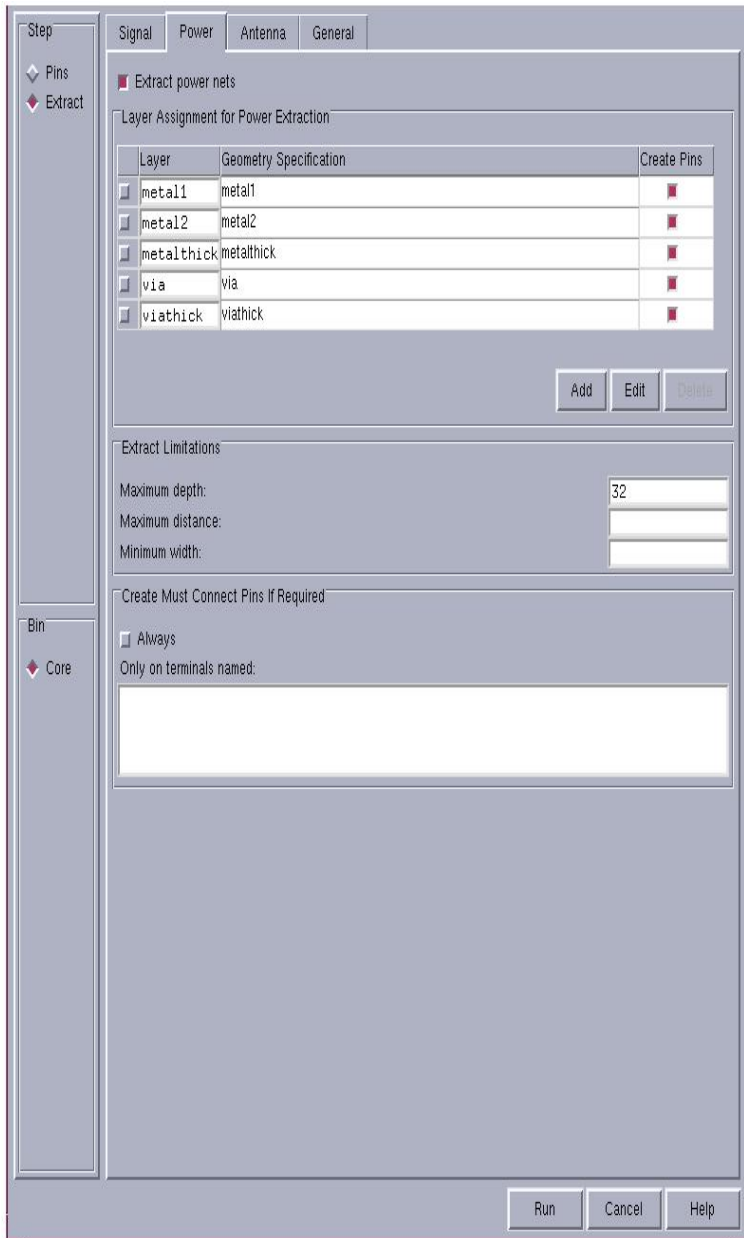 Step
Pins
Extract
Bin
Core
Signal Power Antenna General
Extract power nets
Layer Assignment for Power Extraction
Layer Geometry Specification Create Pins
metal1 metal1
metal2 metal2
metalthick metalthick
via via
viathick viathick
Add Edit Delete
Extract Limitations
Maximum depth: 32
Maximum distance:
Minimum width:
Create Must Connect Pins If Required
Always
Only on terminals named:
Run Cancel Help